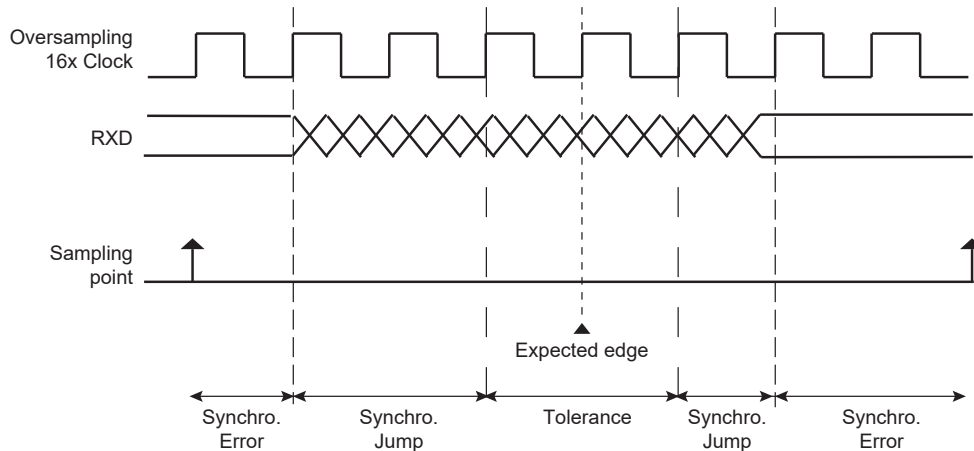 Oversampling
16x Clock
RXD
Sampling
point
Expected edge
Synchro.
Error
Synchro.
Jump
Tolerance
Synchro.
Jump
Synchro.
Error